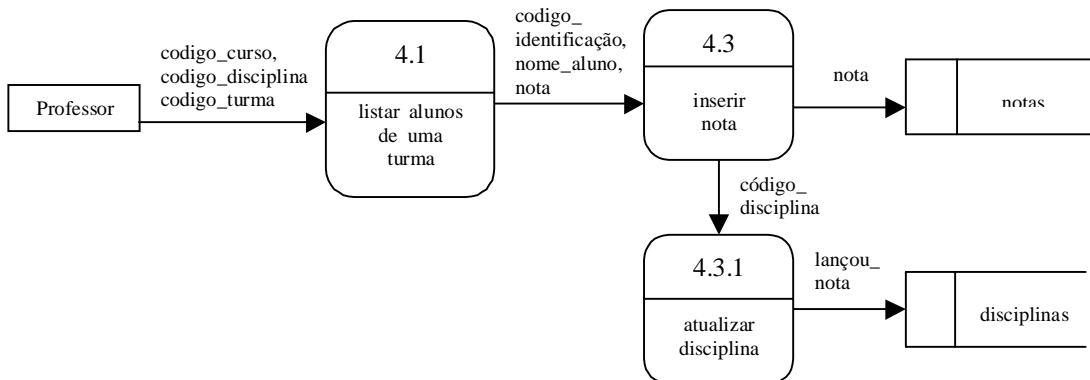 Professor
codigo_curso,
codigo_disciplina
codigo_turma
4.1
listar alunos
de uma
turma
codigo_
identificação,
nome_aluno,
nota
4.3
inserir
nota
nota
notas
código_
disciplina
4.3.1
atualizar
disciplina
lançou_
nota
disciplinas